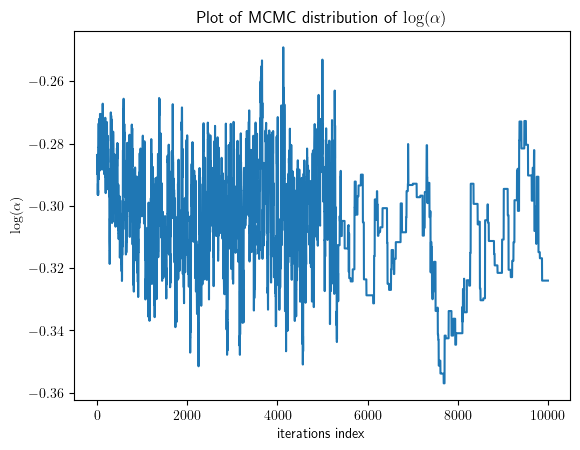 Plot of MCMC distribution of log(α)
−0.26
−0.28
−0.30
−0.32
−0.34
−0.36
log(α)
0 2000 4000 6000 8000 10000
iterations index